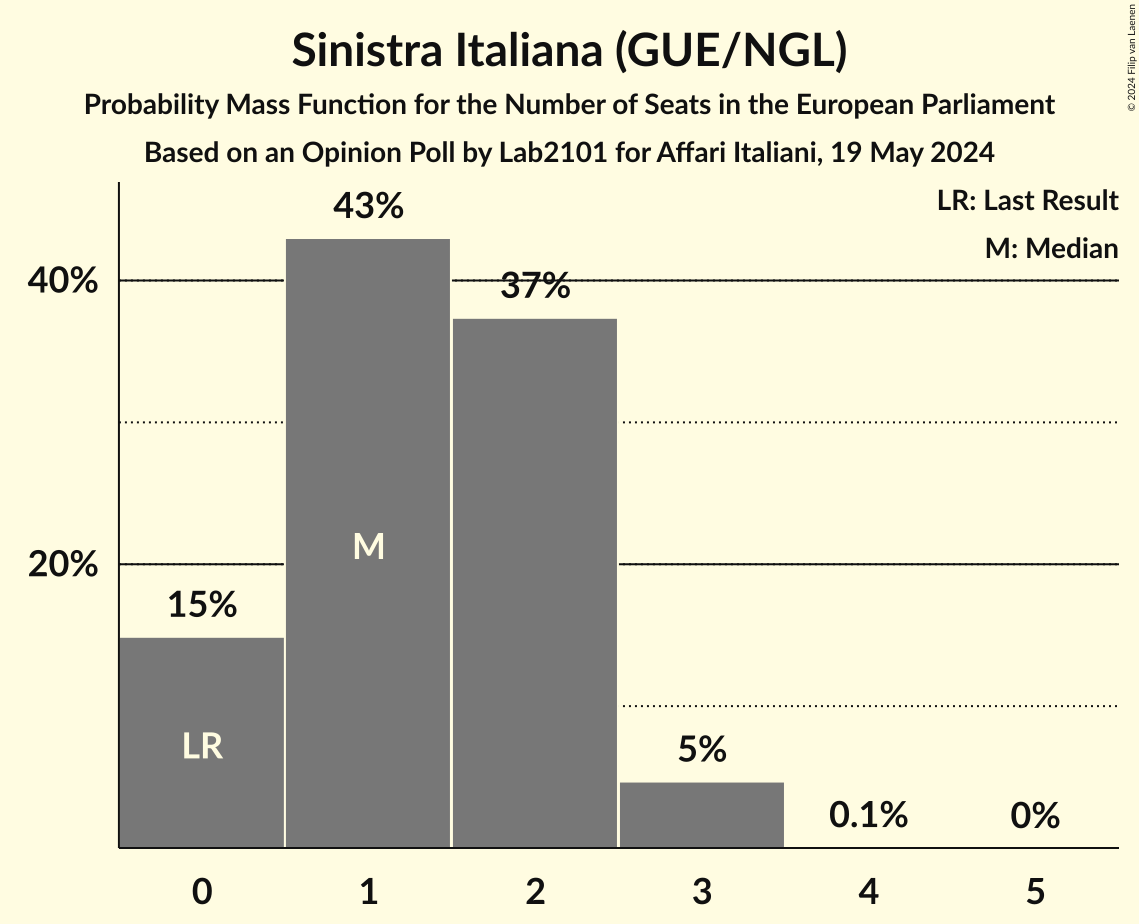 Sinistra Italiana (GUE/NGL)
Probability Mass Function for the Number of Seats in the European Parliament
Based on an Opinion Poll by Lab2101 for Affari Italiani, 19 May 2024
© 2024 Filip van Laenen
LR: Last Result
M: Median
43%
40%
37%
M
20%
15%
LR
5%
0.1%
0%
0 1 2 3 4 5